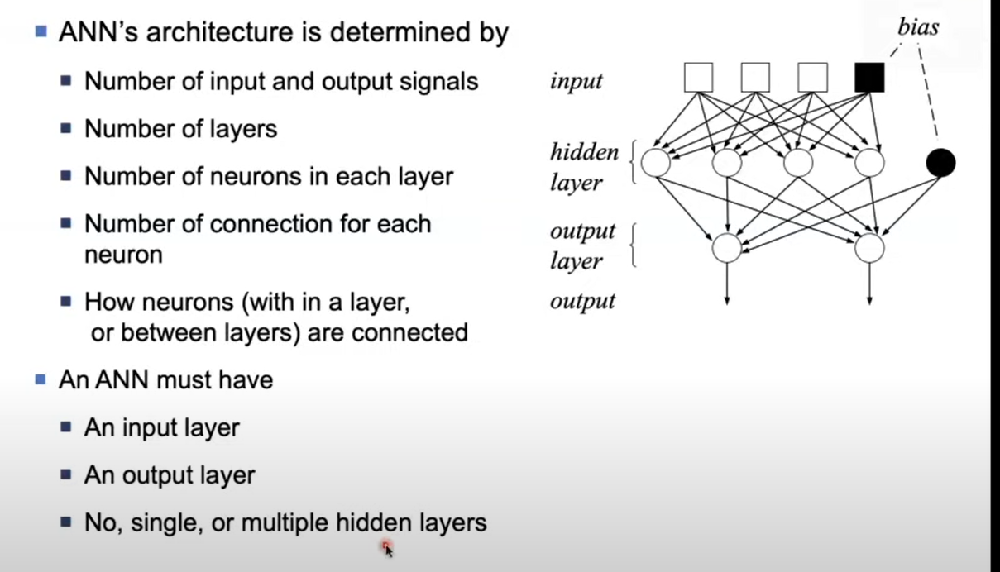 ANN's architecture is determined by
Number of input and output signals
Number of layers
Number of neurons in each layer
Number of connection for each
neuron
How neurons (with in a layer,
or between layers) are connected
An ANN must have
An input layer
An output layer
No, single, or multiple hidden layers
bias
input
hidden
layer
output
layer
output